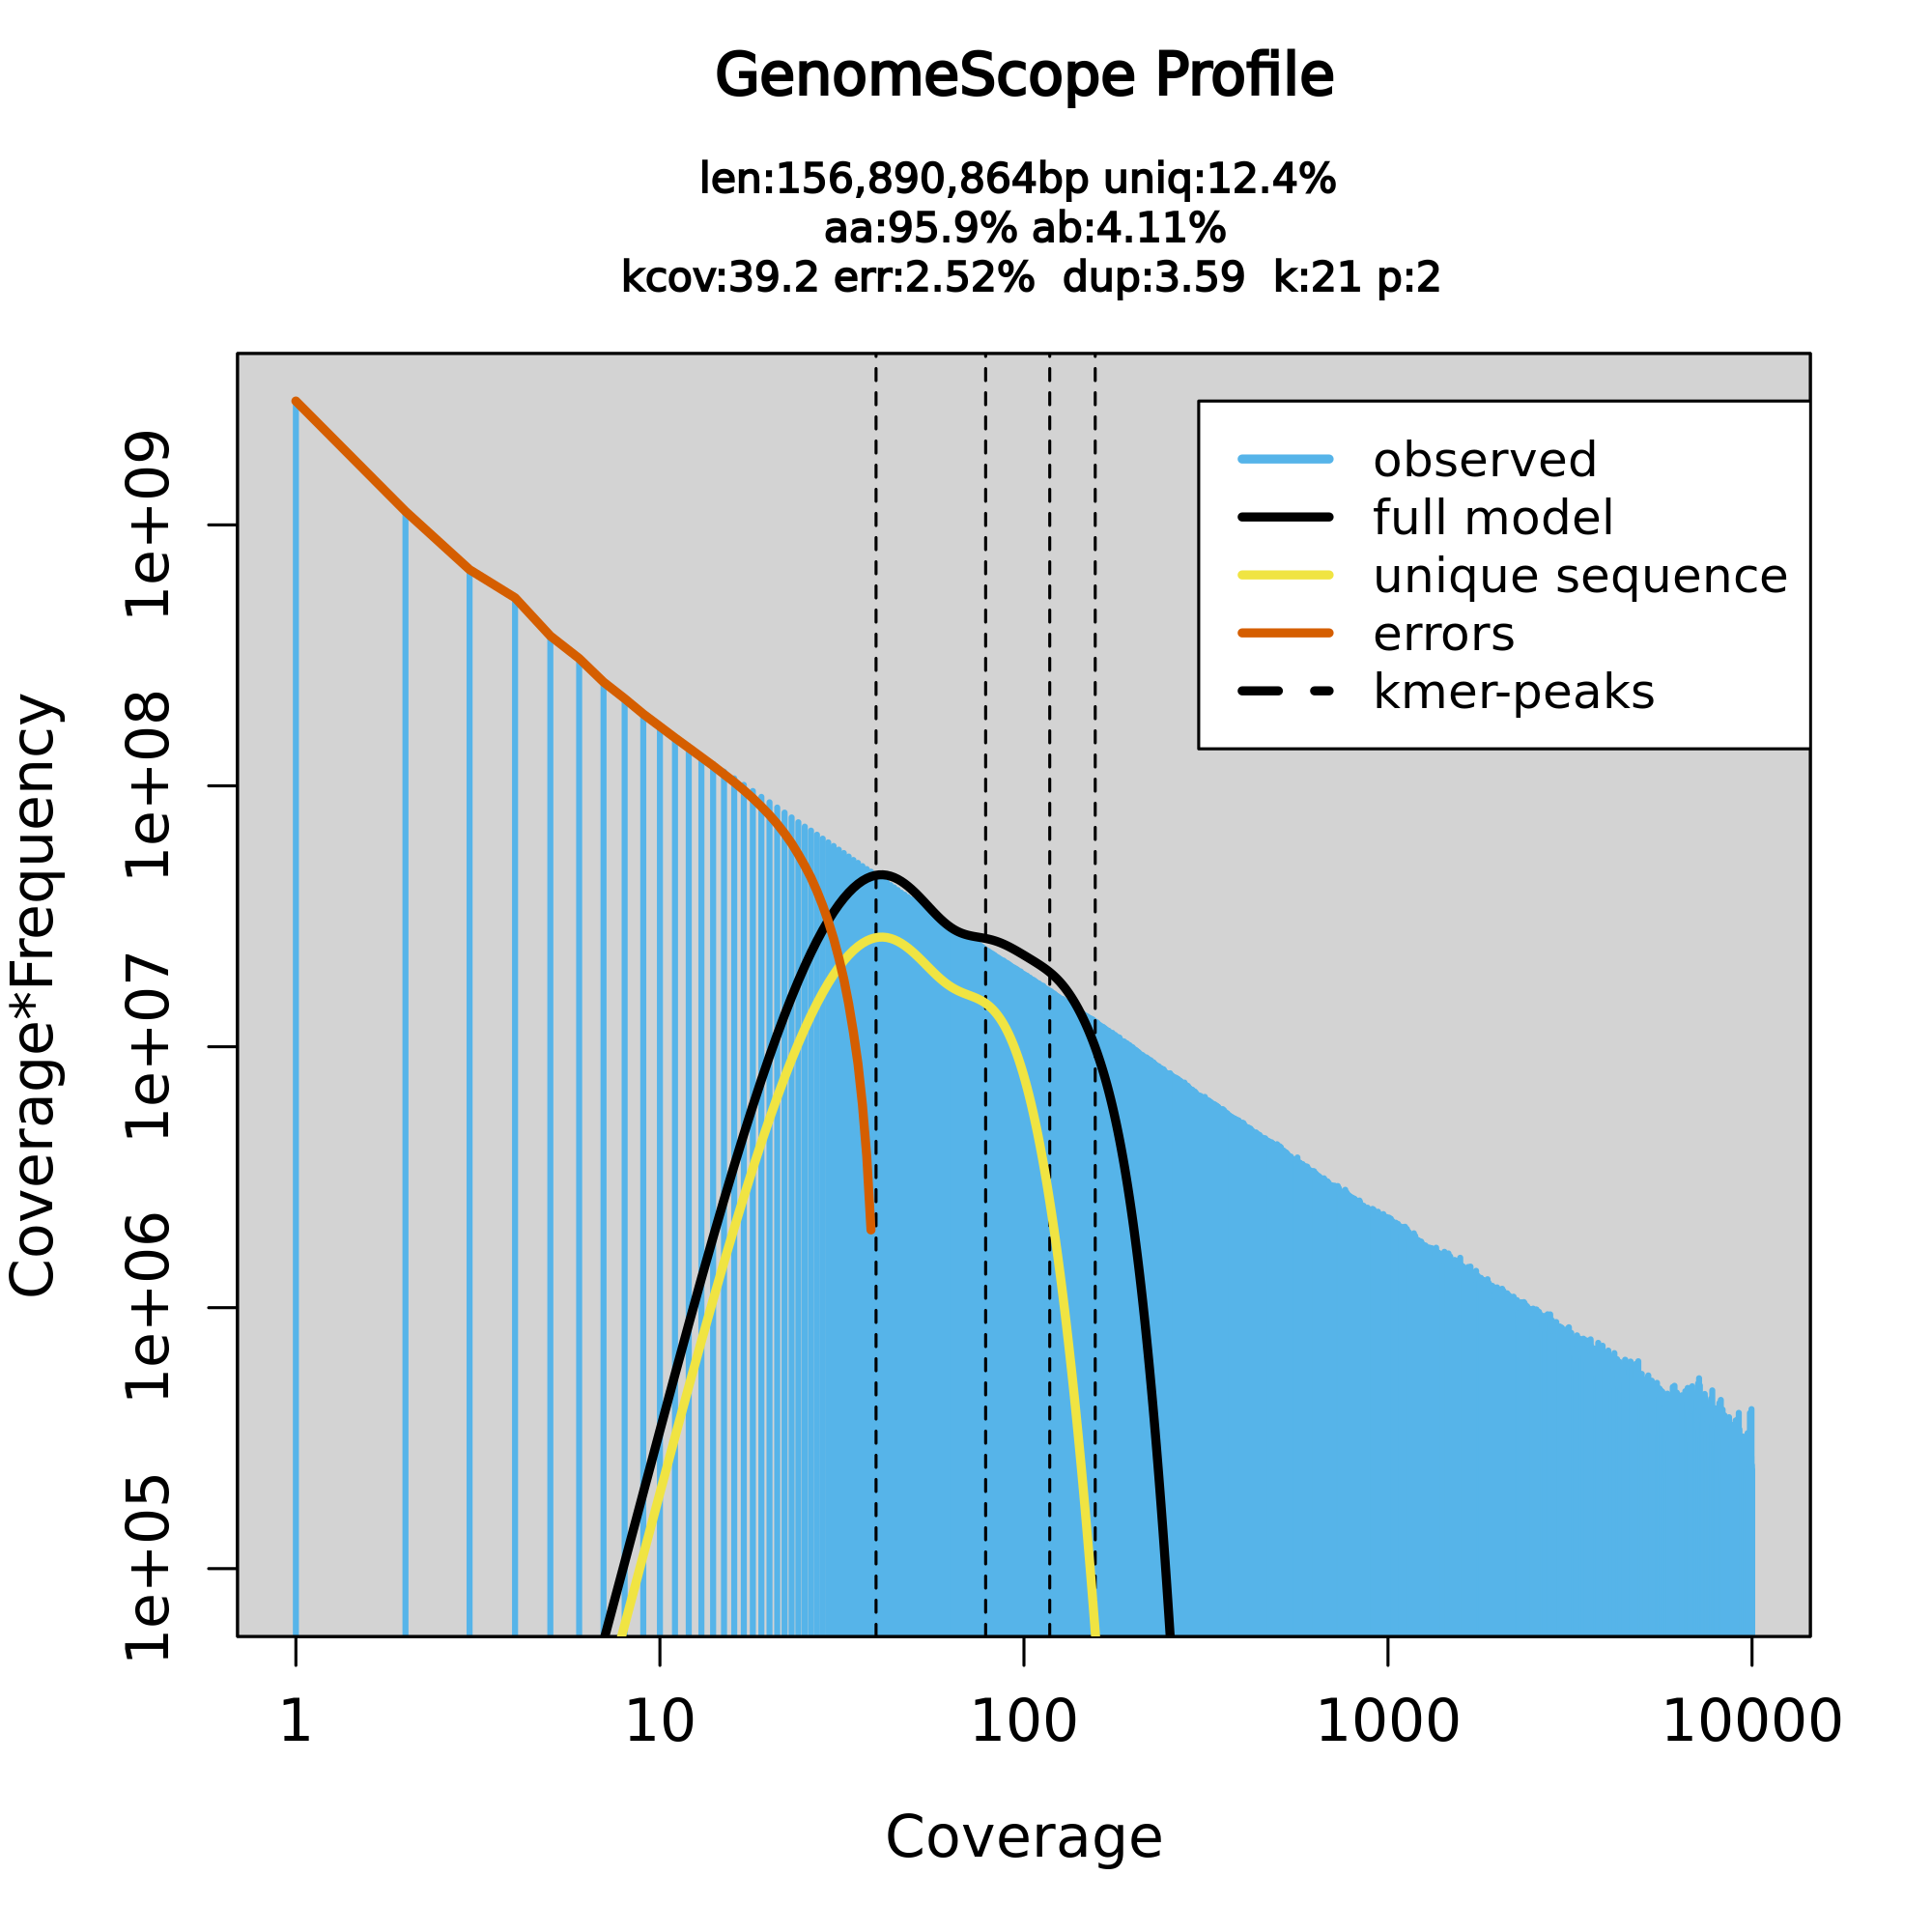 GenomeScope Profile
len:156,890,864bp uniq:12.4%
aa:95.9% ab:4.11%
kcov:39.2 err:2.52% dup:3.59 k:21 p:2
observed
full model
unique sequence
errors
kmer-peaks
Coverage*Frequency
1e+09
1e+08
1e+07
1e+06
1e+05
1 10 100 1000 10000
Coverage